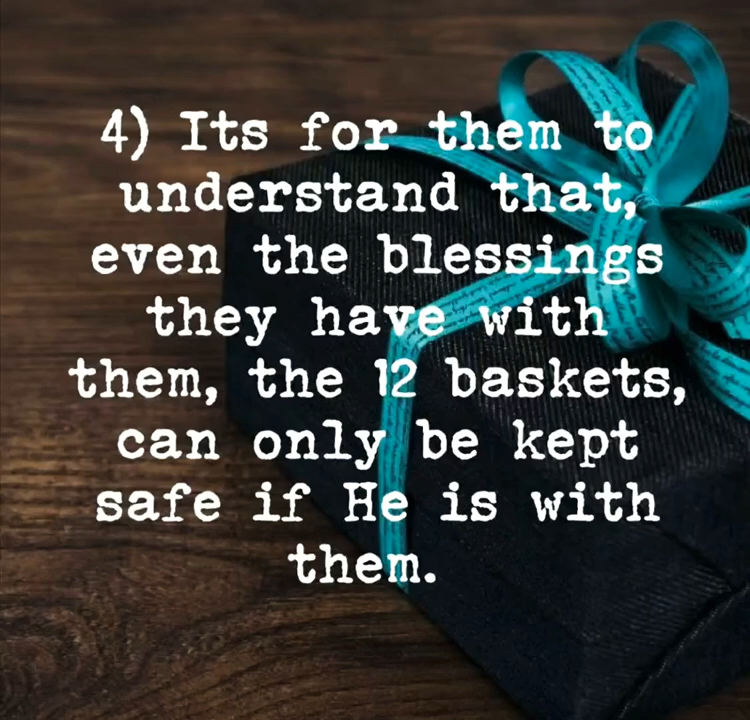 4) Its for them to
understand that,
even the blessings
they have with
them, the 12 baskets,
can only be kept
safe if He is with
them.